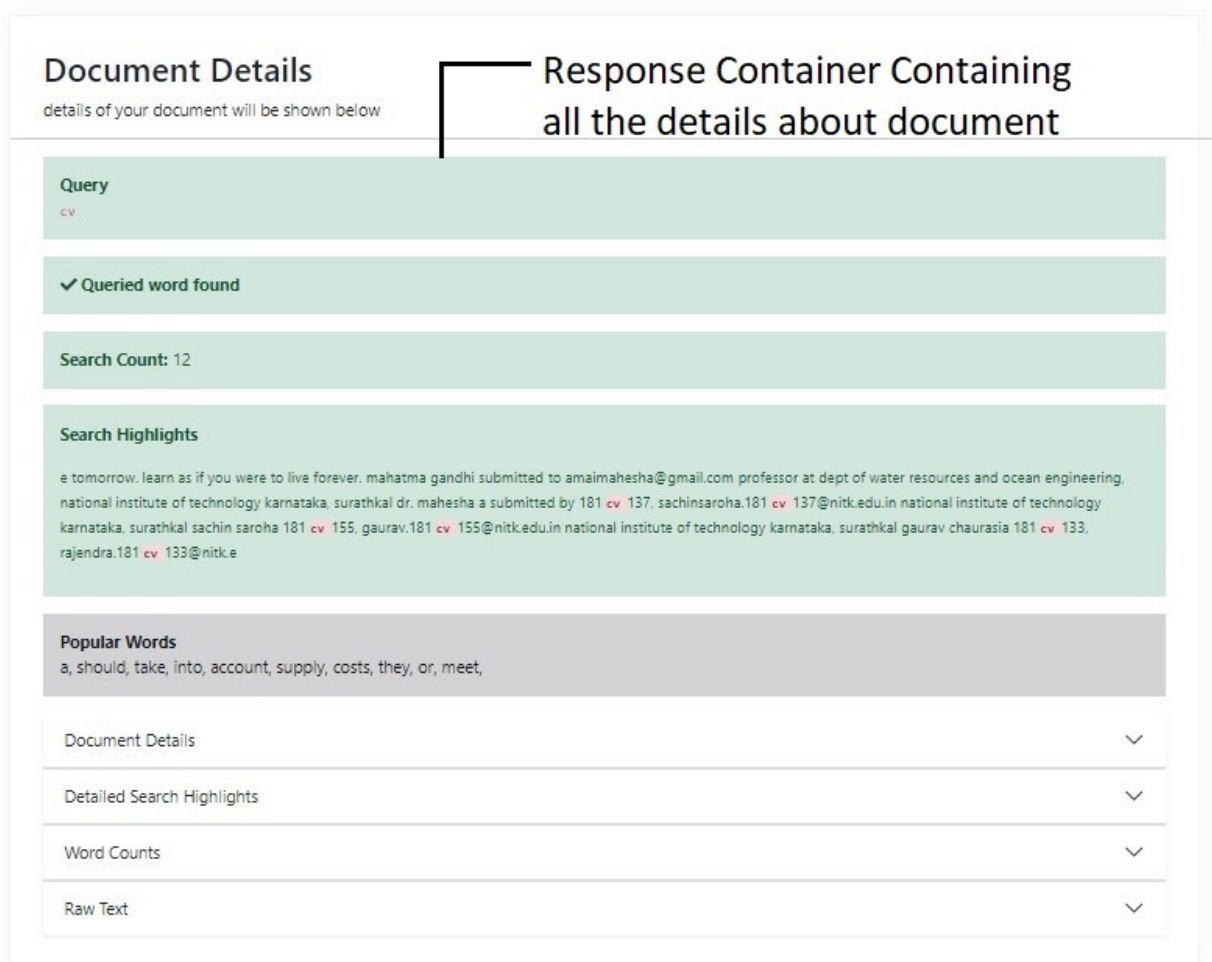 Document Details
details of your document will be shown below
Response Container Containing
all the details about document
Query
cv
✓ Queried word found
Search Count: 12
Search Highlights
e tomorrow. learn as if you were to live forever. mahatma gandhi submitted to amaimahesha@gmail.com professor at dept of water resources and ocean engineering,
national institute of technology karnataka, surathkal dr. mahesha a submitted by 181 cv 137, sachinsaroha.181 cv 137@nitk.edu.in national institute of technology
karnataka, surathkal sachin saroha 181 cv 155, gaurav.181 cv 155@nitk.edu.in national institute of technology karnataka, surathkal gaurav chaurasia 181 cv 133,
rajendra.181 cv 133@nitk.e
Popular Words
a, should, take, into, account, supply, costs, they, or, meet,
Document Details
Detailed Search Highlights
Word Counts
Raw Text